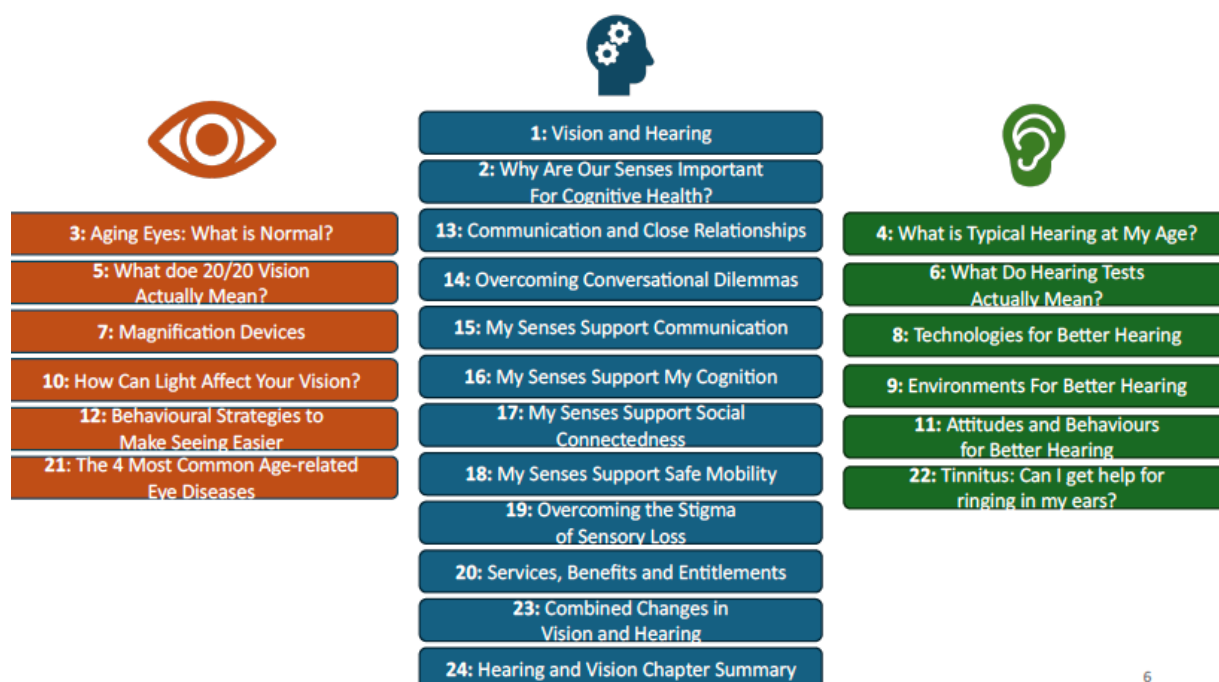 1: Vision and Hearing
2: Why Are Our Senses Important
For Cognitive Health?
13: Communication and Close Relationships
14: Overcoming Conversational Dilemmas
15: My Senses Support Communication
16: My Senses Support My Cognition
17: My Senses Support Social
Connectedness
18: My Senses Support Safe Mobility
19: Overcoming the Stigma
of Sensory Loss
20: Services, Benefits and Entitlements
23: Combined Changes in
Vision and Hearing
24: Hearing and Vision Chapter Summary
3: Aging Eyes: What is Normal?
5: What doe 20/20 Vision
Actually Mean?
7: Magnification Devices
10: How Can Light Affect Your Vision?
12: Behavioural Strategies to
Make Seeing Easier
21: The 4 Most Common Age-related
Eye Diseases
4: What is Typical Hearing at My Age?
6: What Do Hearing Tests
Actually Mean?
8: Technologies for Better Hearing
9: Environments For Better Hearing
11: Attitudes and Behaviours
for Better Hearing
22: Tinnitus: Can I get help for
ringing in my ears?
6